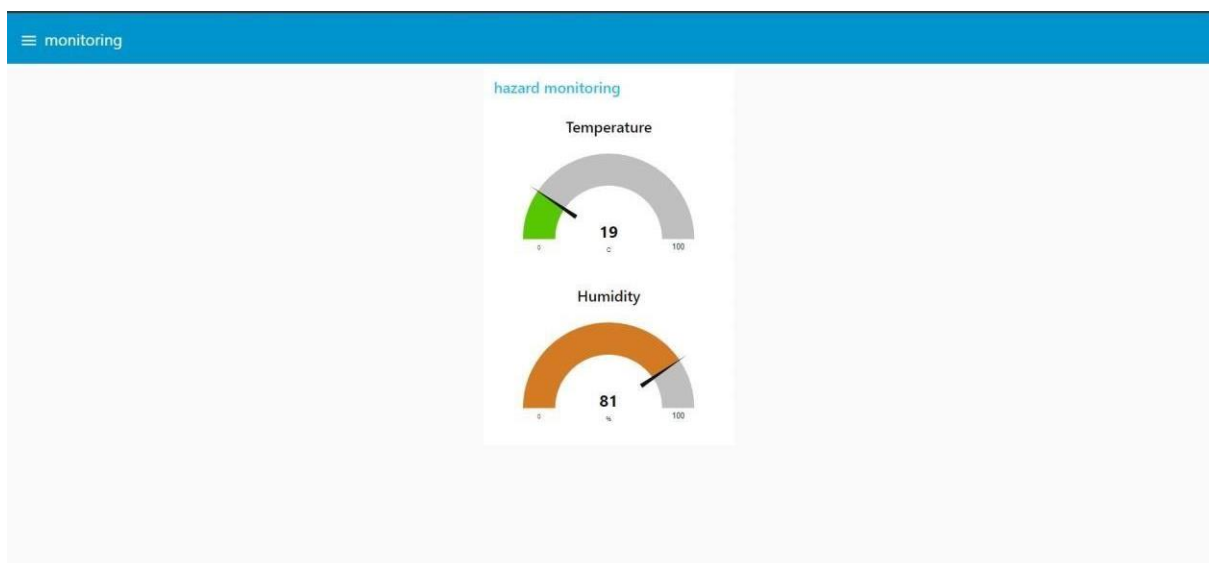 monitoring
hazard monitoring
Temperature
19
0 C 100
Humidity
81
0 % 100